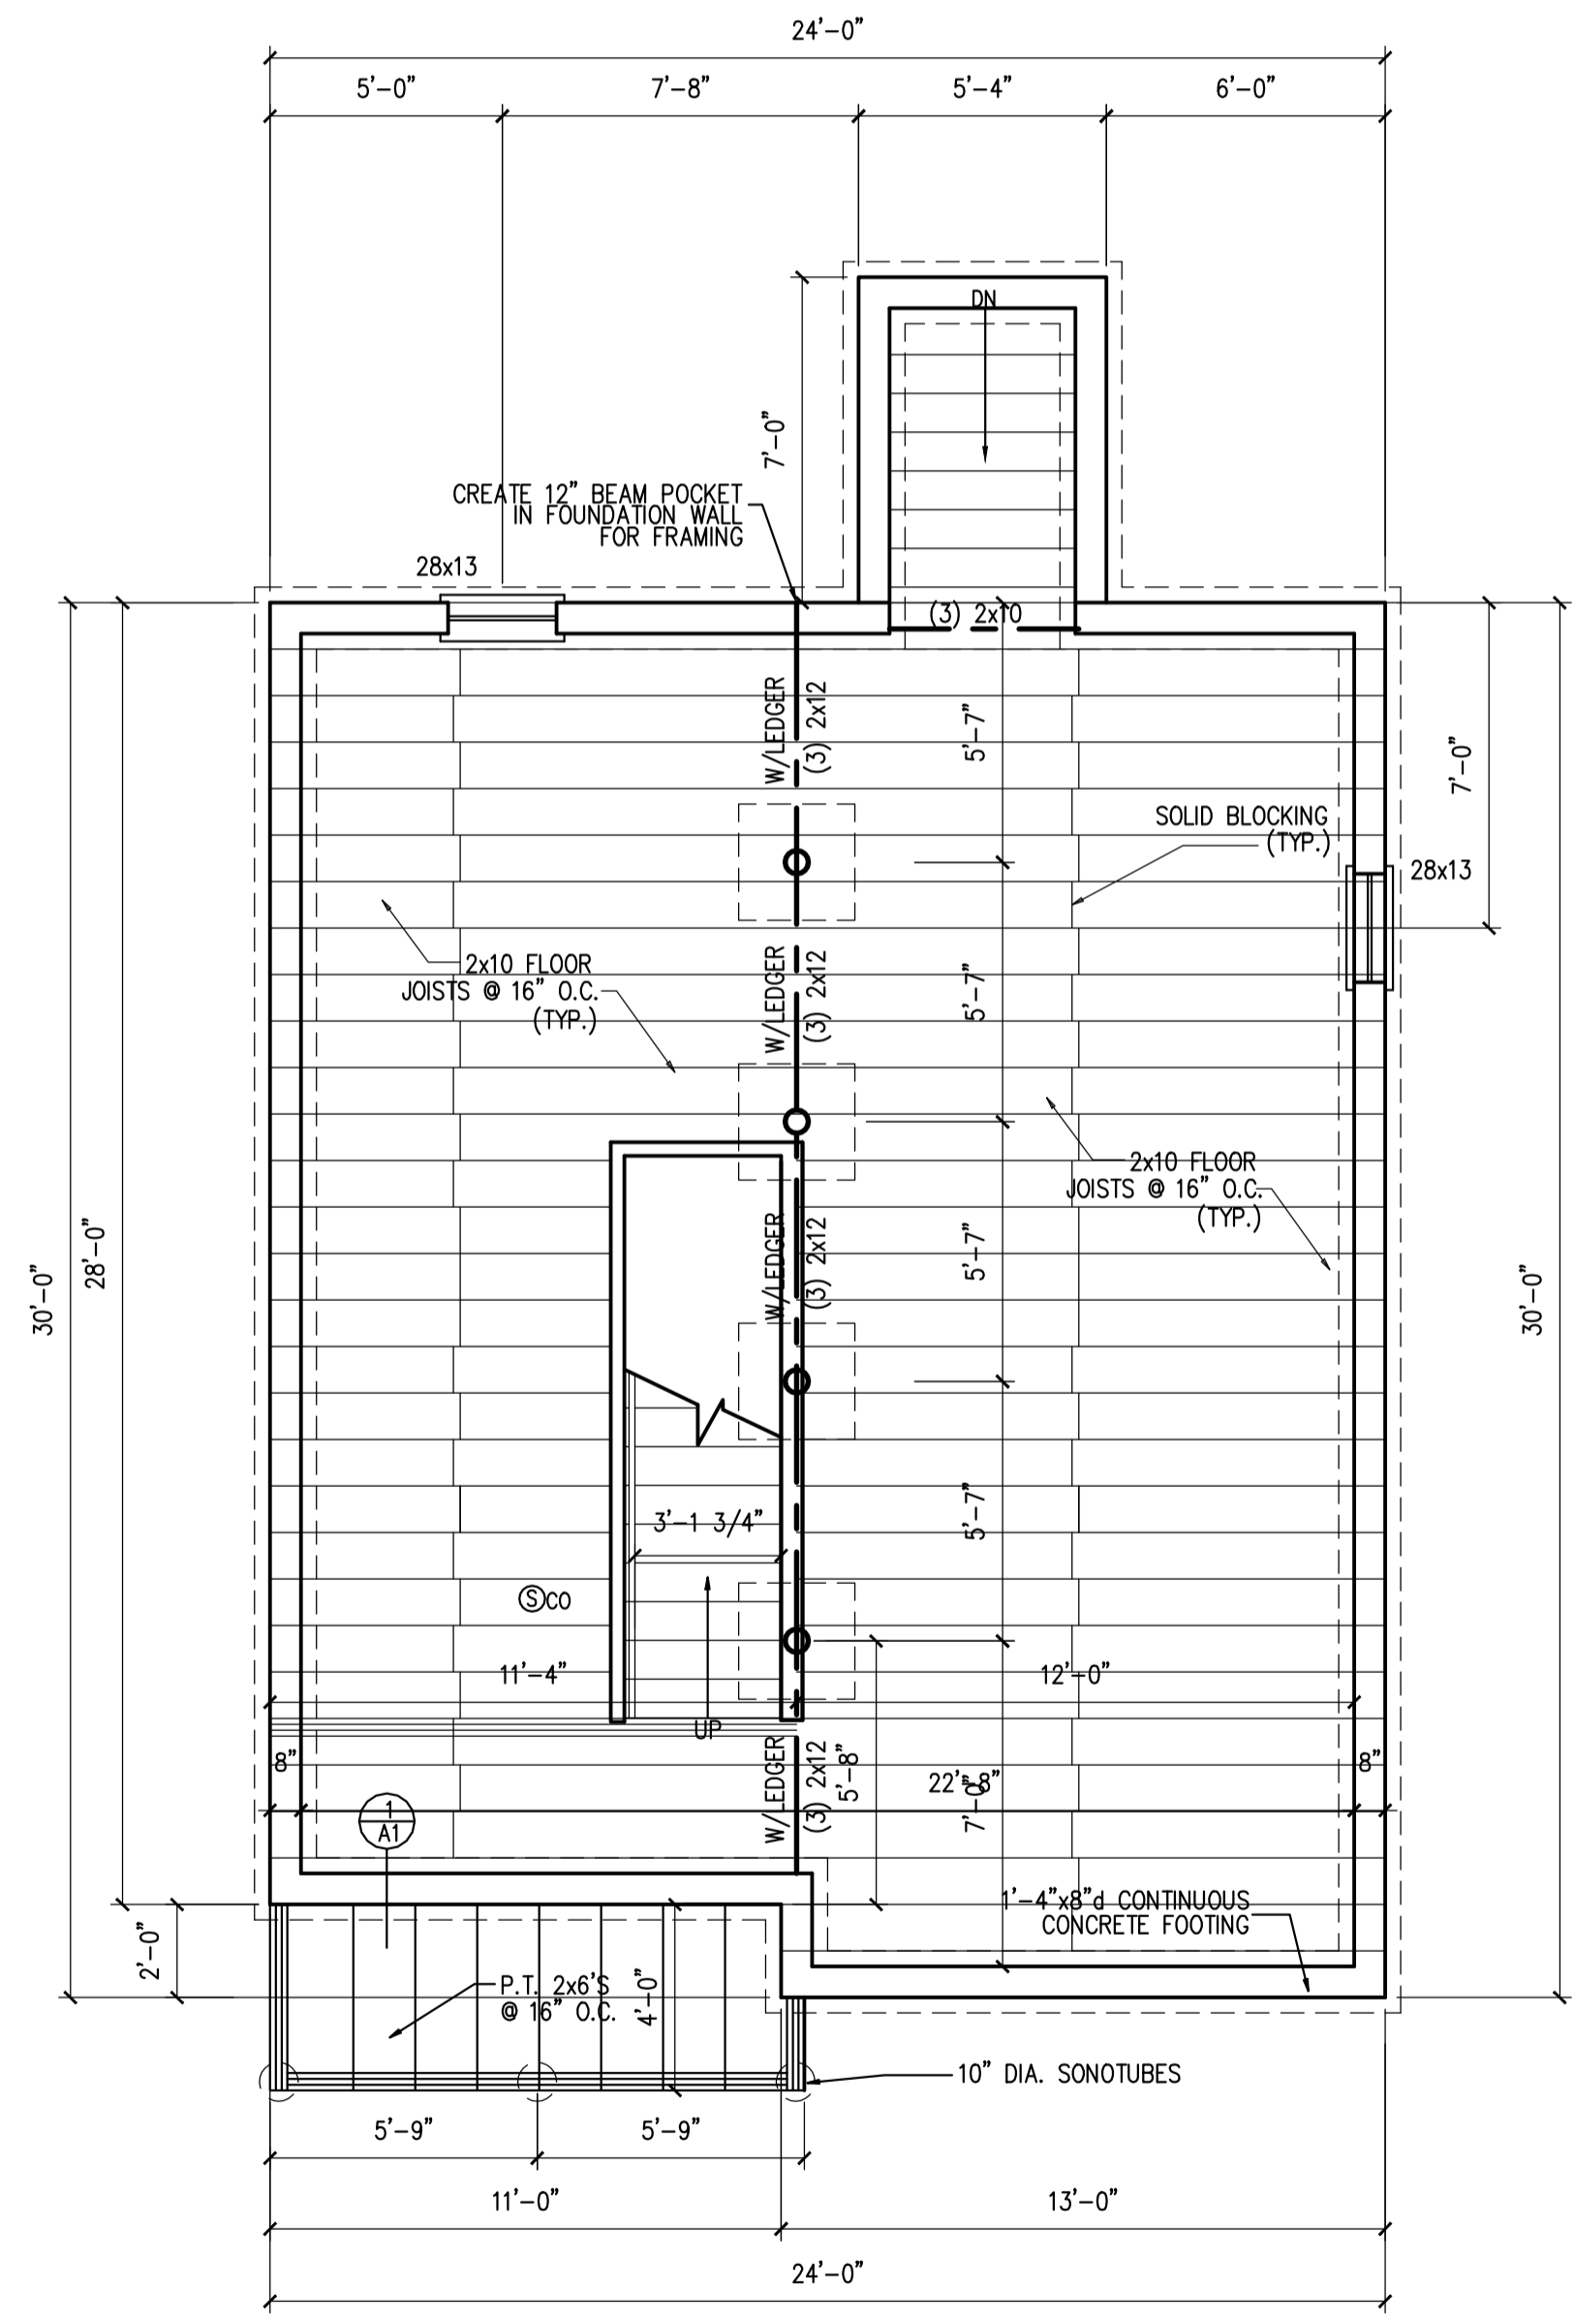 24'-0"
5'-0"
7'-8"
5'-4"
6'-0"
DN
7'-0"
CREATE 12" BEAM POCKET
IN FOUNDATION WALL
FOR FRAMING
28x13
(3) 2x10
W/LEDGER
(3) 2x12
5'-7"
7'-0"
SOLID BLOCKING
(TYP.)
28x13
2x10 FLOOR
JOISTS @ 16" O.C.
(TYP.)
W/LEDGER
(3) 2x12
5'-7"
2x10 FLOOR
JOISTS @ 16" O.C.
(TYP.)
30'-0"
28'-0"
W/LEDGER
(3) 2x12
5'-7"
30'-0"
3'-1 3/4"
5'-7"
S CO
11'-4"
12'-0"
UP
8"
W/LEDGER
(3) 2x12
5'-8"
22'-8"
7'-0"
8"
1
A1
1'-4"x8"d CONTINUOUS
CONCRETE FOOTING
2'-0"
P.T. 2x6'S
@ 16" O.C.
4'-0"
10" DIA. SONOTUBES
5'-9"
5'-9"
11'-0"
13'-0"
24'-0"